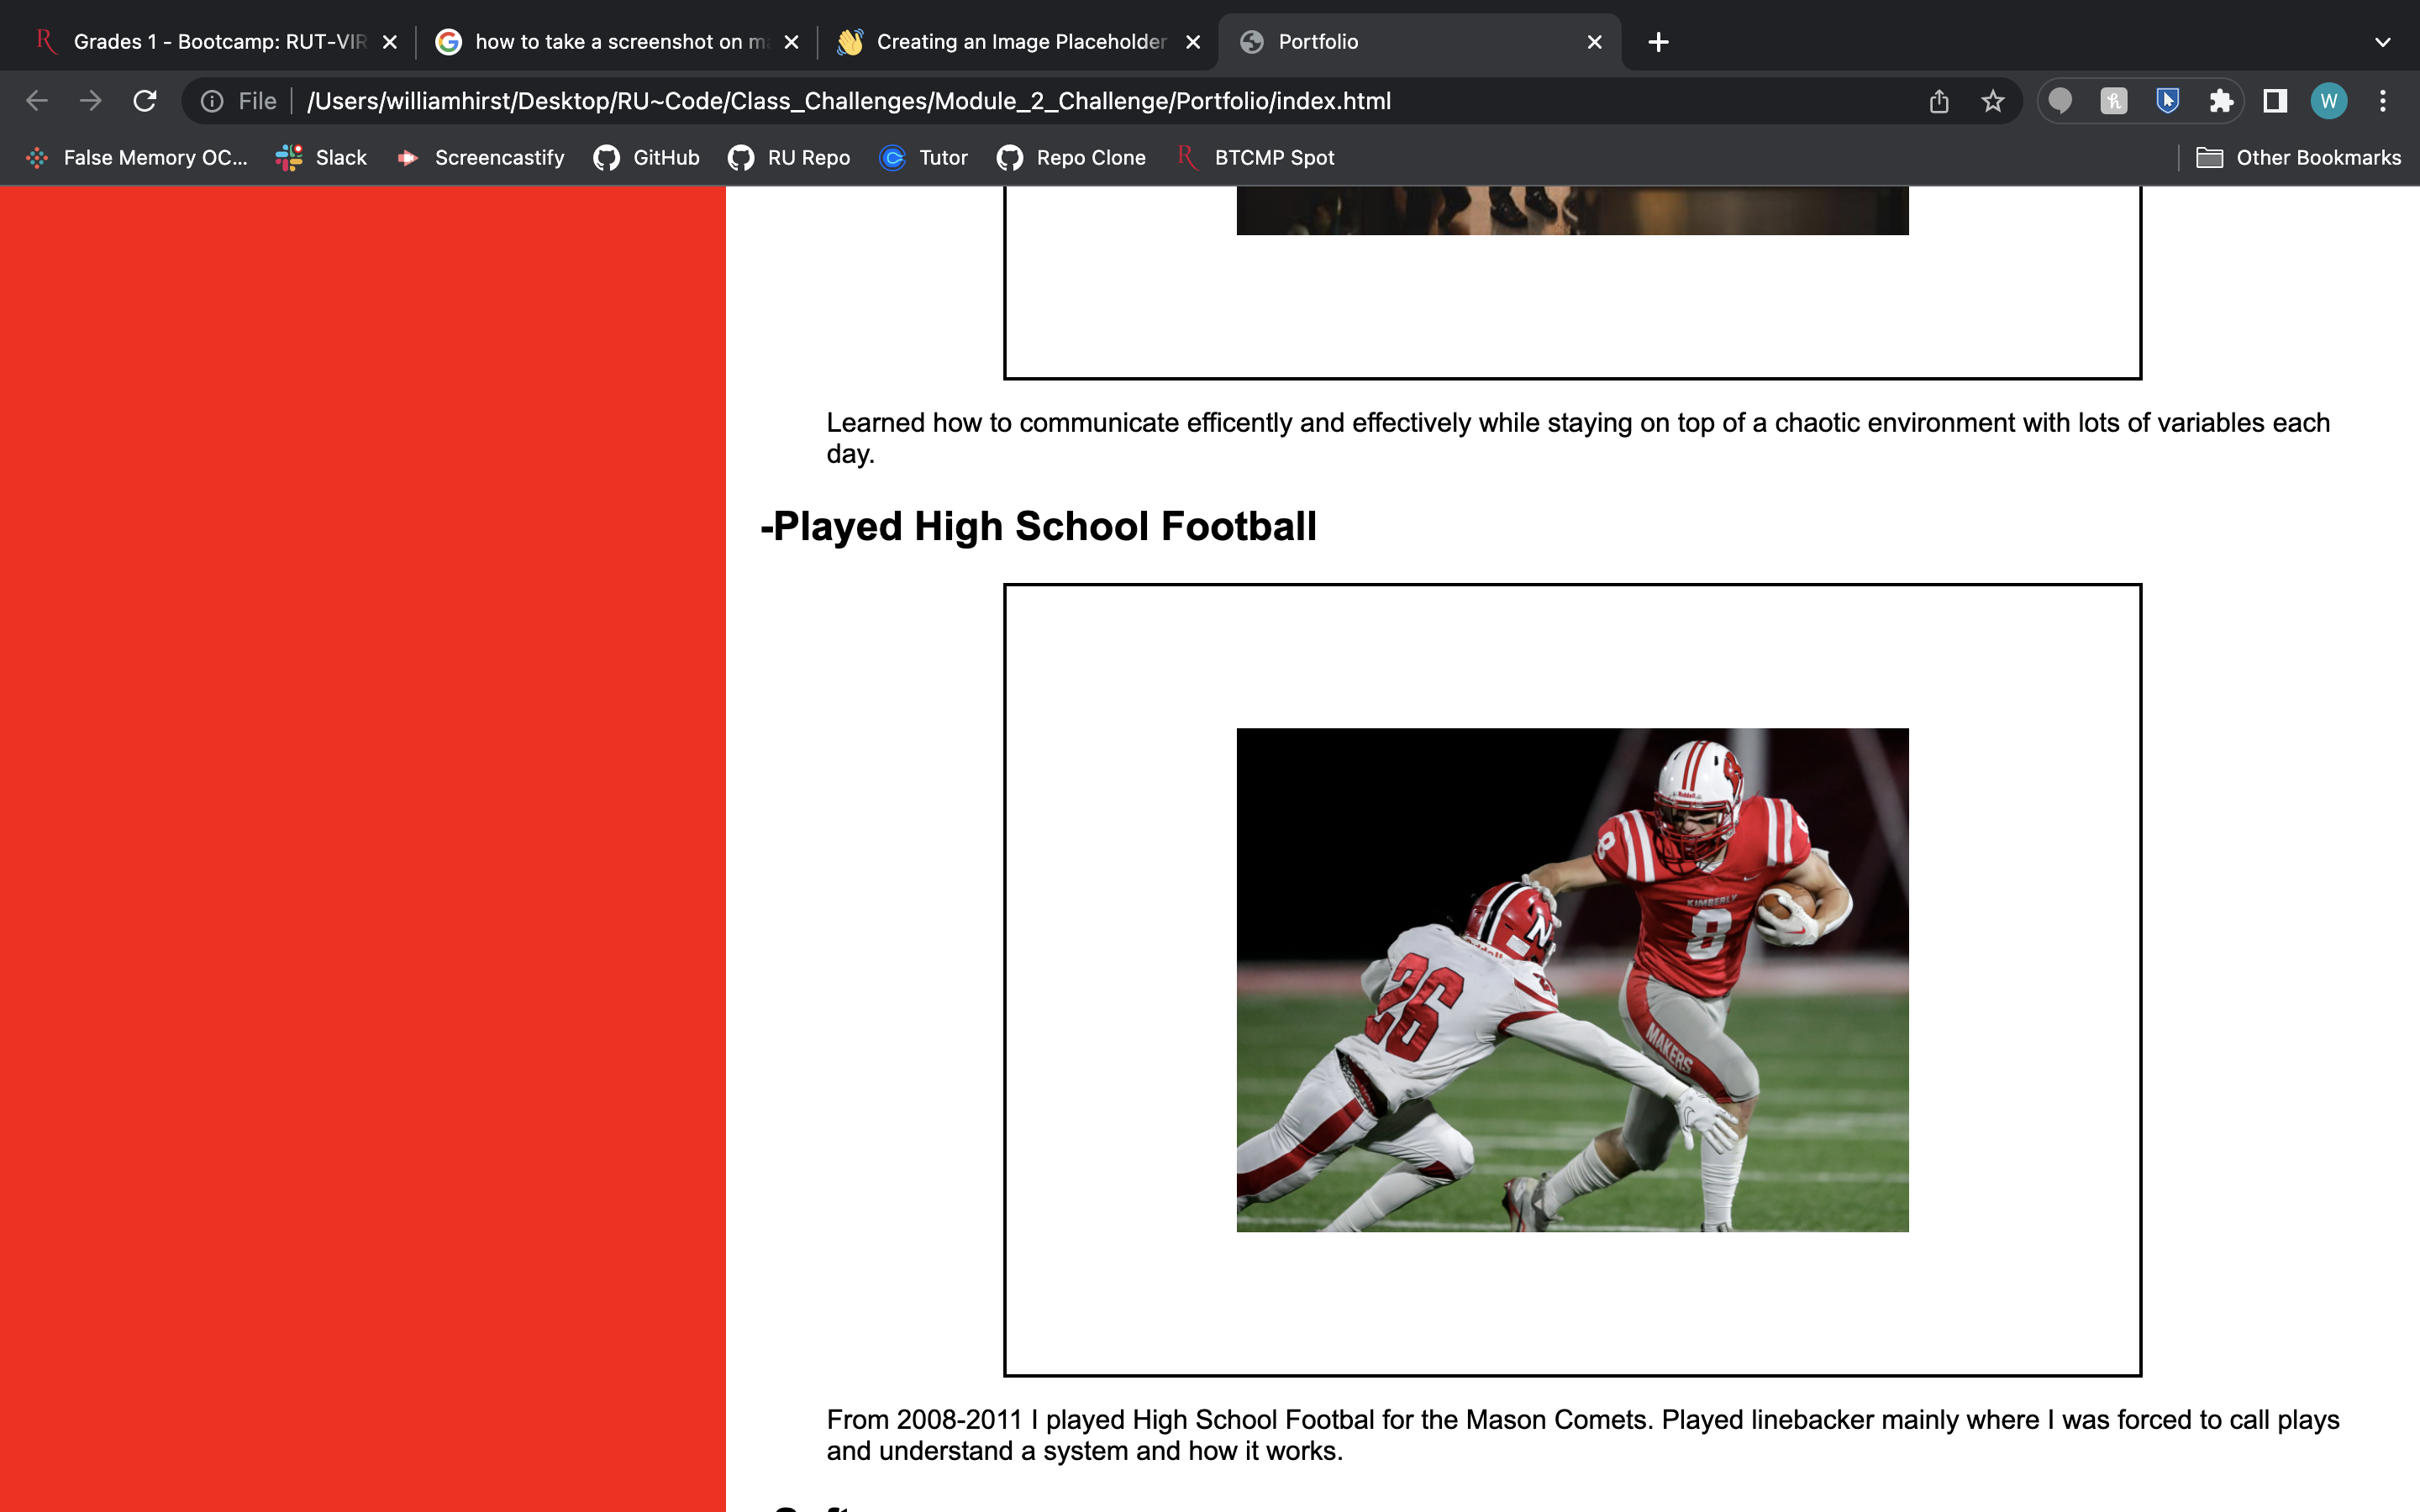 Grades 1 - Bootcamp: RUT-VIR
how to take a screenshot on ma
Creating an Image Placeholder
Portfolio
File
/Users/williamhirst/Desktop/RU~Code/Class_Challenges/Module_2_Challenge/Portfolio/index.html
W
False Memory OC...
Slack
Screencastify
GitHub
RU Repo
Tutor
Repo Clone
BTCMP Spot
Other Bookmarks
Learned how to communicate efficently and effectively while staying on top of a chaotic environment with lots of variables each
day.
-Played High School Football
Riddell
8
KIMBERLY
8
N
26
MAKERS
From 2008-2011 I played High School Footbal for the Mason Comets. Played linebacker mainly where I was forced to call plays
and understand a system and how it works.